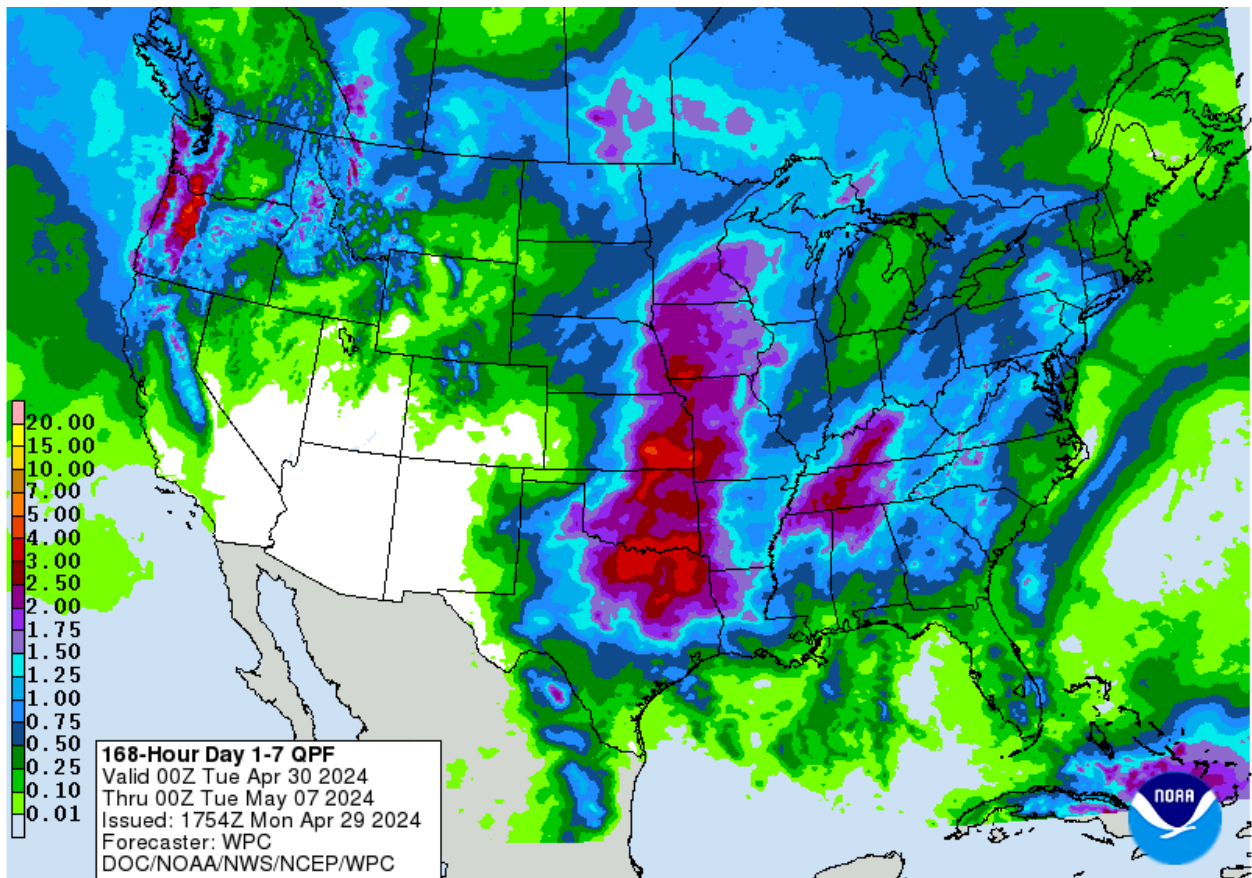 20.00
15.00
10.00
7.00
5.00
4.00
3.00
2.50
2.00
1.75
1.50
1.25
1.00
0.75
0.50
0.25
0.10
0.01
168-Hour Day 1-7 QPF
Valid 00Z Tue Apr 30 2024
Thru 00Z Tue May 07 2024
Issued: 1754Z Mon Apr 29 2024
Forecaster: WPC
DOC/NOAA/NWS/NCEP/WPC
NOAA